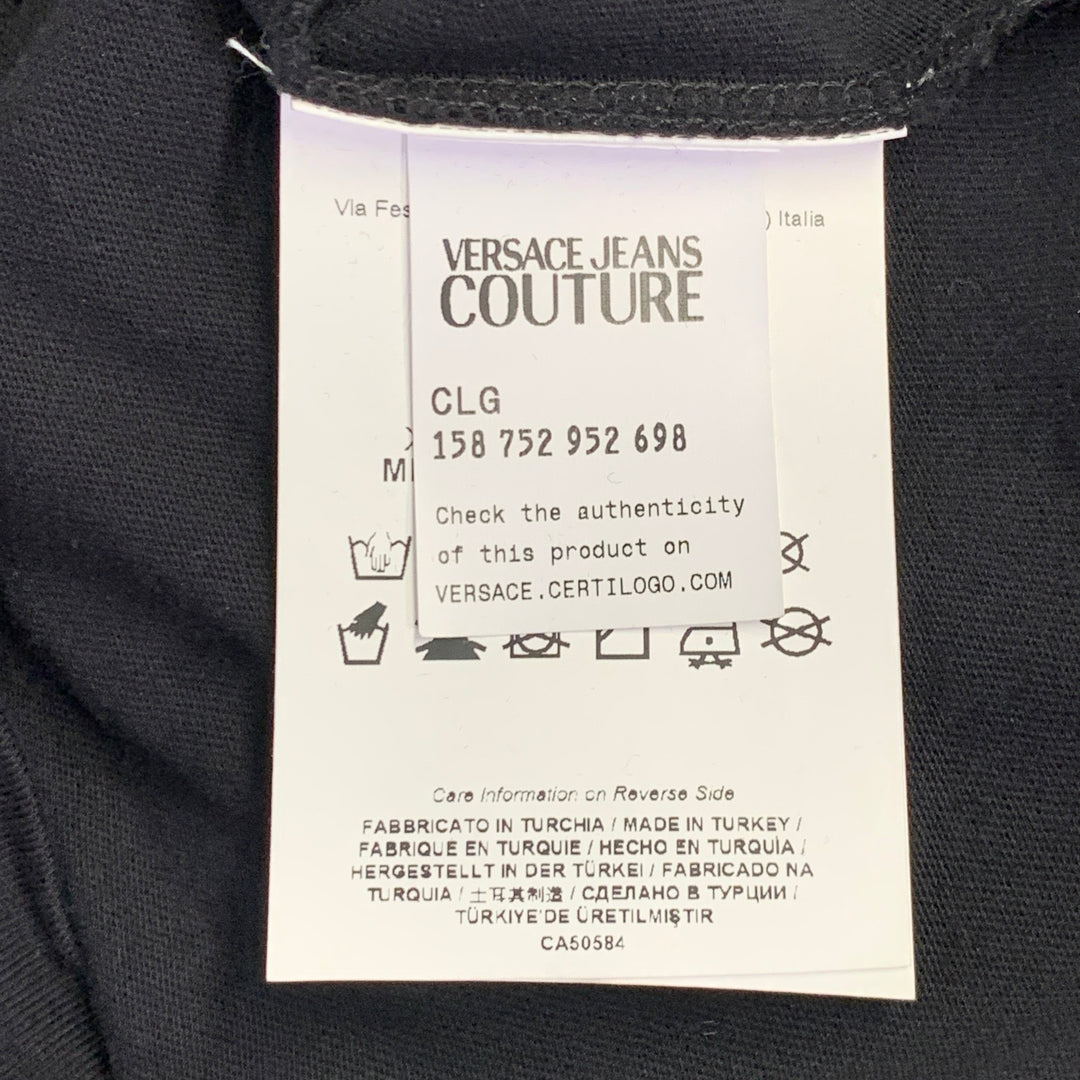 Via Fes
) Italia
VERSACE JEANS
COUTURE
CLG
158 752 952 698
MI
Check the authenticity
of this product on
VERSACE.CERTILOGO.COM
Care Information on Reverse Side
FABBRICATO IN TURCHIA / MADE IN TURKEY /
FABRIQUE EN TURQUIE / HECHO EN TURQUÌA /
HERGESTELLT IN DER TÜRKEI / FABRICADO NA
TURQUIA / 土耳其制造 / СДЕЛАНО В ТУРЦИИ /
TÜRKIYE'DE ÜRETILMIŞTIR
CA50584